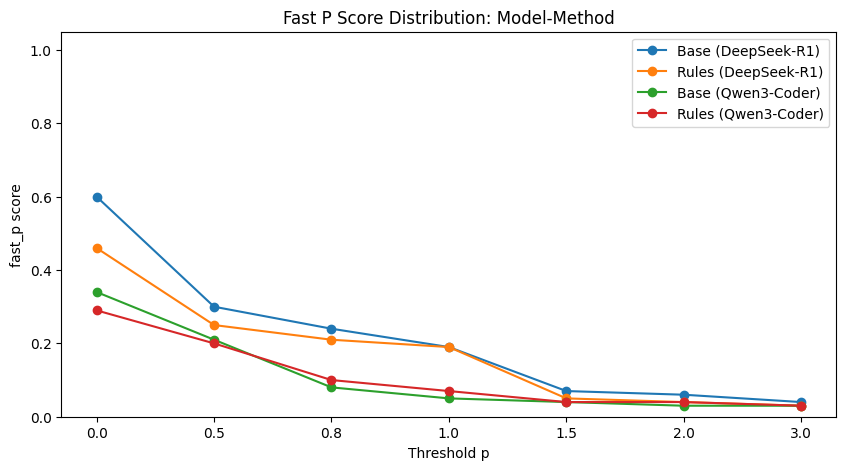 Fast P Score Distribution: Model-Method
Base (DeepSeek-R1)
Rules (DeepSeek-R1)
Base (Qwen3-Coder)
Rules (Qwen3-Coder)
fast_p score
1.0
0.8
0.6
0.4
0.2
0.0
0.0 0.5 0.8 1.0 1.5 2.0 3.0
Threshold p